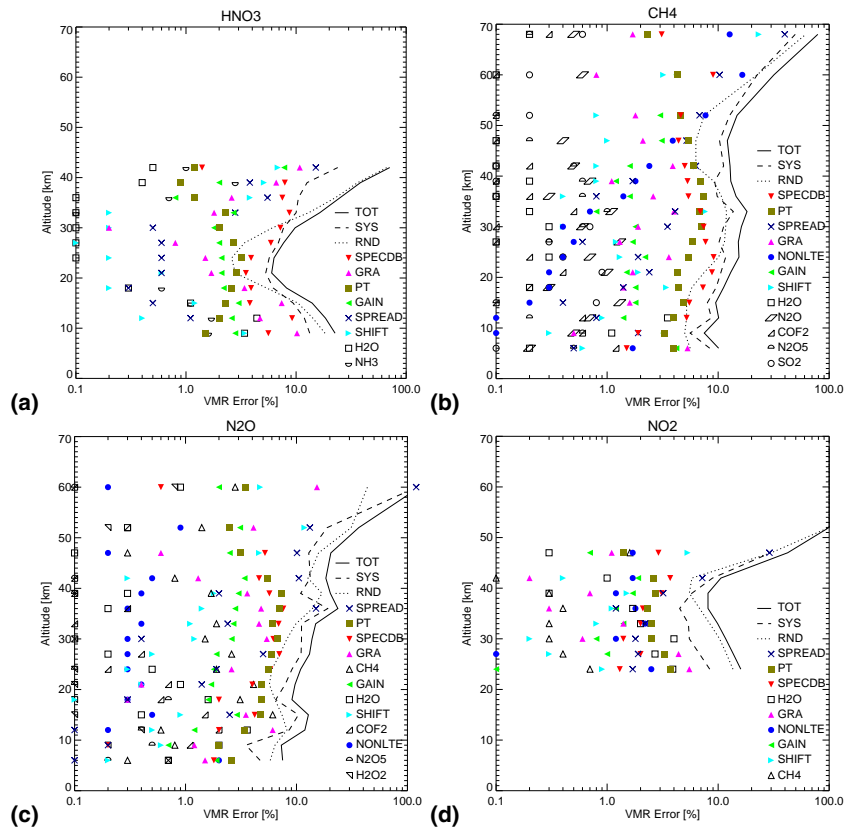 HNO3
70
60
50
40
30
20
10
0
Altitude [km]
0.1
1.0
10.0
100.0
VMR Error [%]
TOT
SYS
RND
SPECDB
GRA
PT
GAIN
SPREAD
SHIFT
H2O
NH3
(a)
CH4
70
60
50
40
30
20
10
0
Altitude [km]
0.1
1.0
10.0
100.0
VMR Error [%]
TOT
SYS
RND
SPECDB
PT
SPREAD
GRA
NONLTE
GAIN
SHIFT
H2O
N2O
COF2
N2O5
SO2
(b)
N2O
70
60
50
40
30
20
10
0
Altitude [km]
0.1
1.0
10.0
100.0
VMR Error [%]
TOT
SYS
RND
SPREAD
PT
SPECDB
GRA
CH4
GAIN
H2O
SHIFT
COF2
NONLTE
N2O5
H2O2
(c)
NO2
70
60
50
40
30
20
10
0
Altitude [km]
0.1
1.0
10.0
100.0
VMR Error [%]
TOT
SYS
RND
SPREAD
PT
SPECDB
H2O
GRA
NONLTE
GAIN
SHIFT
CH4
(d)